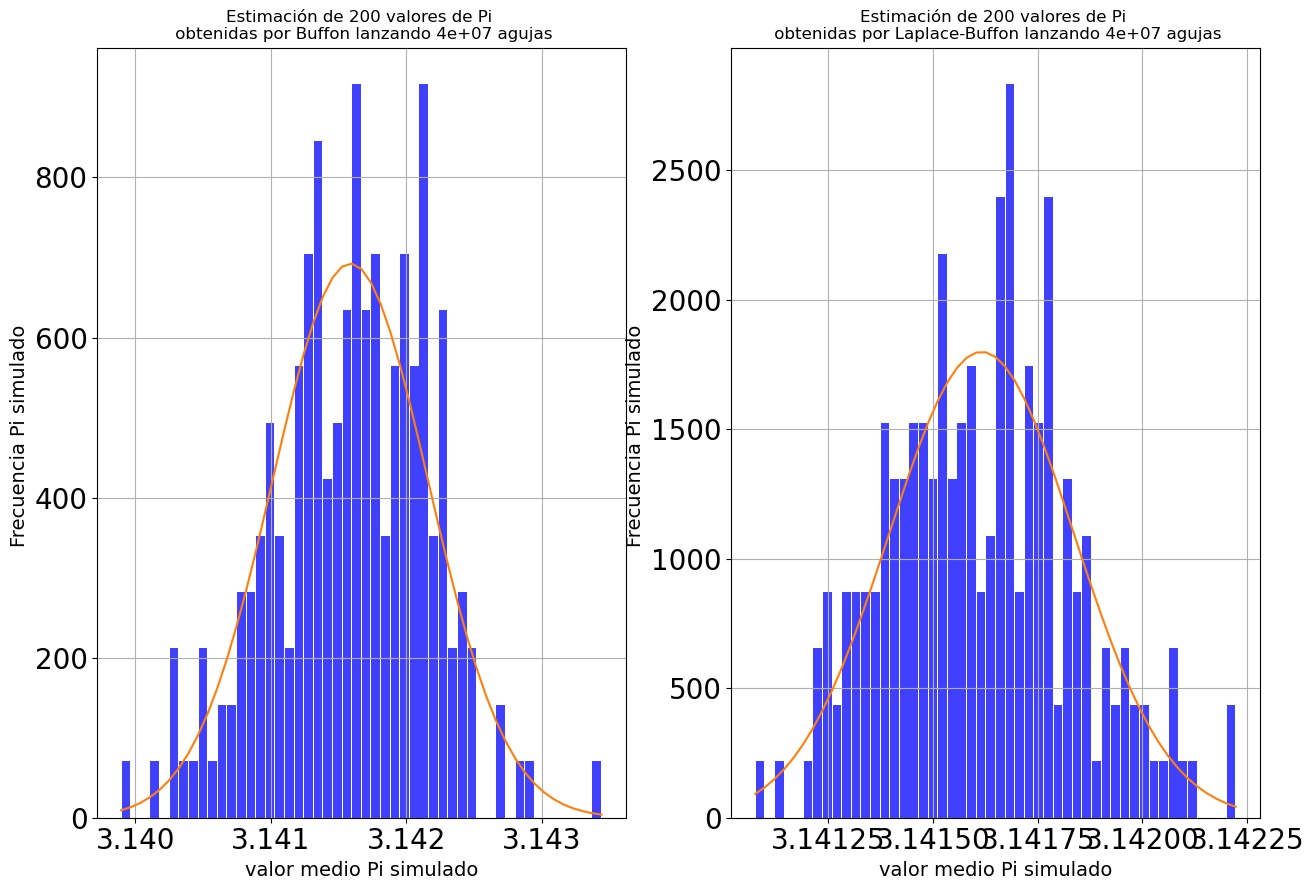 Estimación de 200 valores de Pi
obtenidas por Buffon lanzando 4e+07 agujas
Frecuencia Pi simulado
800
600
400
200
0
3.140 3.141 3.142 3.143
valor medio Pi simulado
Estimación de 200 valores de Pi
obtenidas por Laplace-Buffon lanzando 4e+07 agujas
Frecuencia Pi simulado
2500
2000
1500
1000
500
0
3.14125 3.14150 3.14175 3.14200 3.14225
valor medio Pi simulado